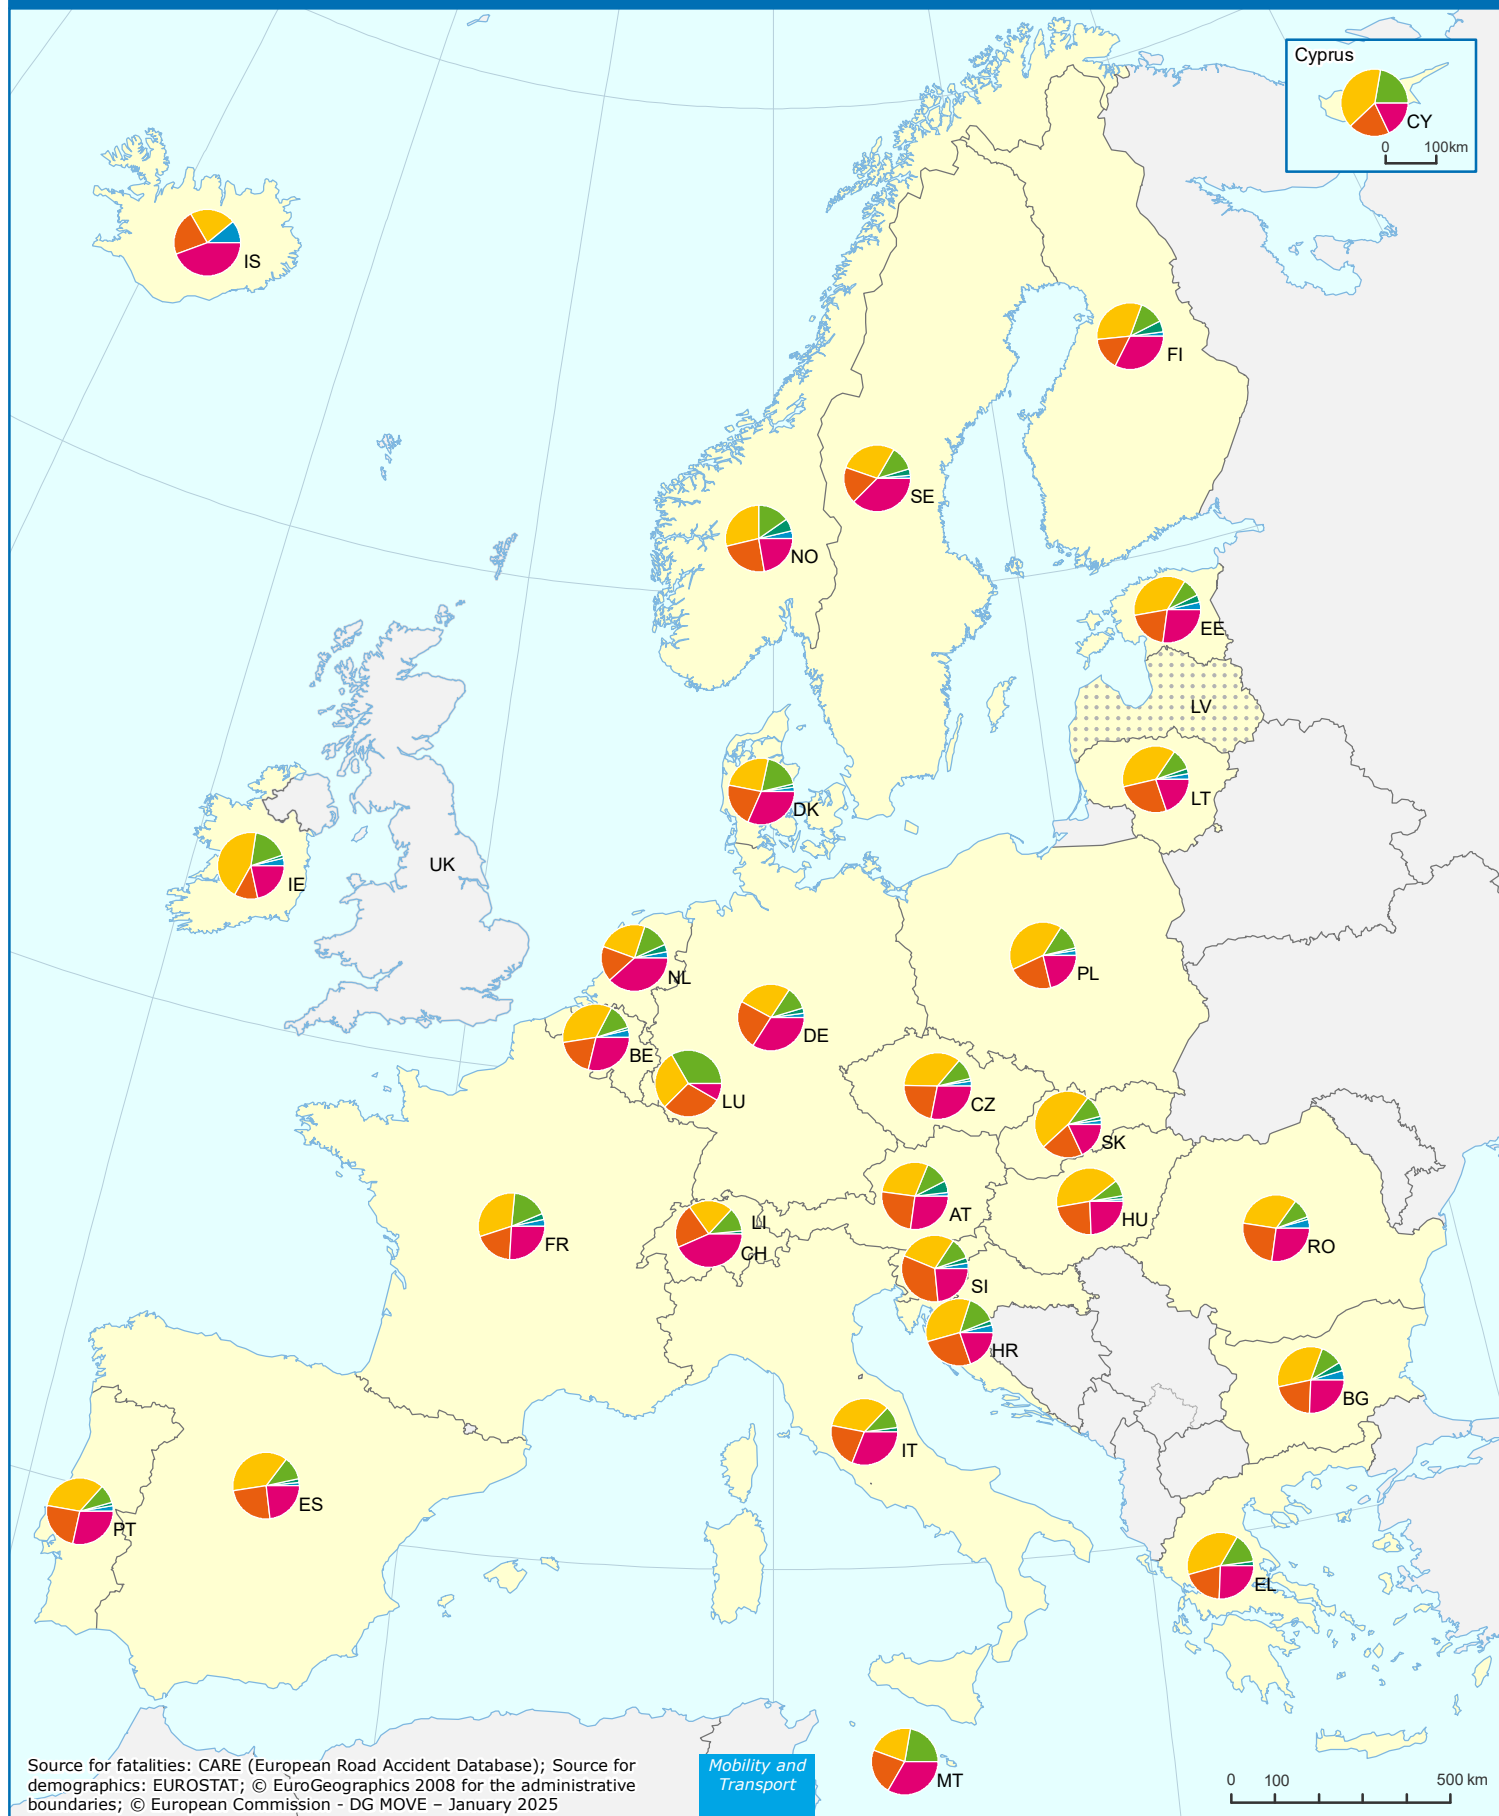 Cyprus
CY
0 100km
IS
FI
SE
NO
EE
LV
LT
DK
IE
UK
NL
PL
DE
BE
LU
CZ
SK
AT
HU
LI
CH
FR
RO
SI
HR
BG
IT
ES
PT
EL
MT
Source for fatalities: CARE (European Road Accident Database); Source for
demographics: EUROSTAT; © EuroGeographics 2008 for the administrative
boundaries; © European Commission - DG MOVE – January 2025
Mobility and
Transport
0 100 500 km